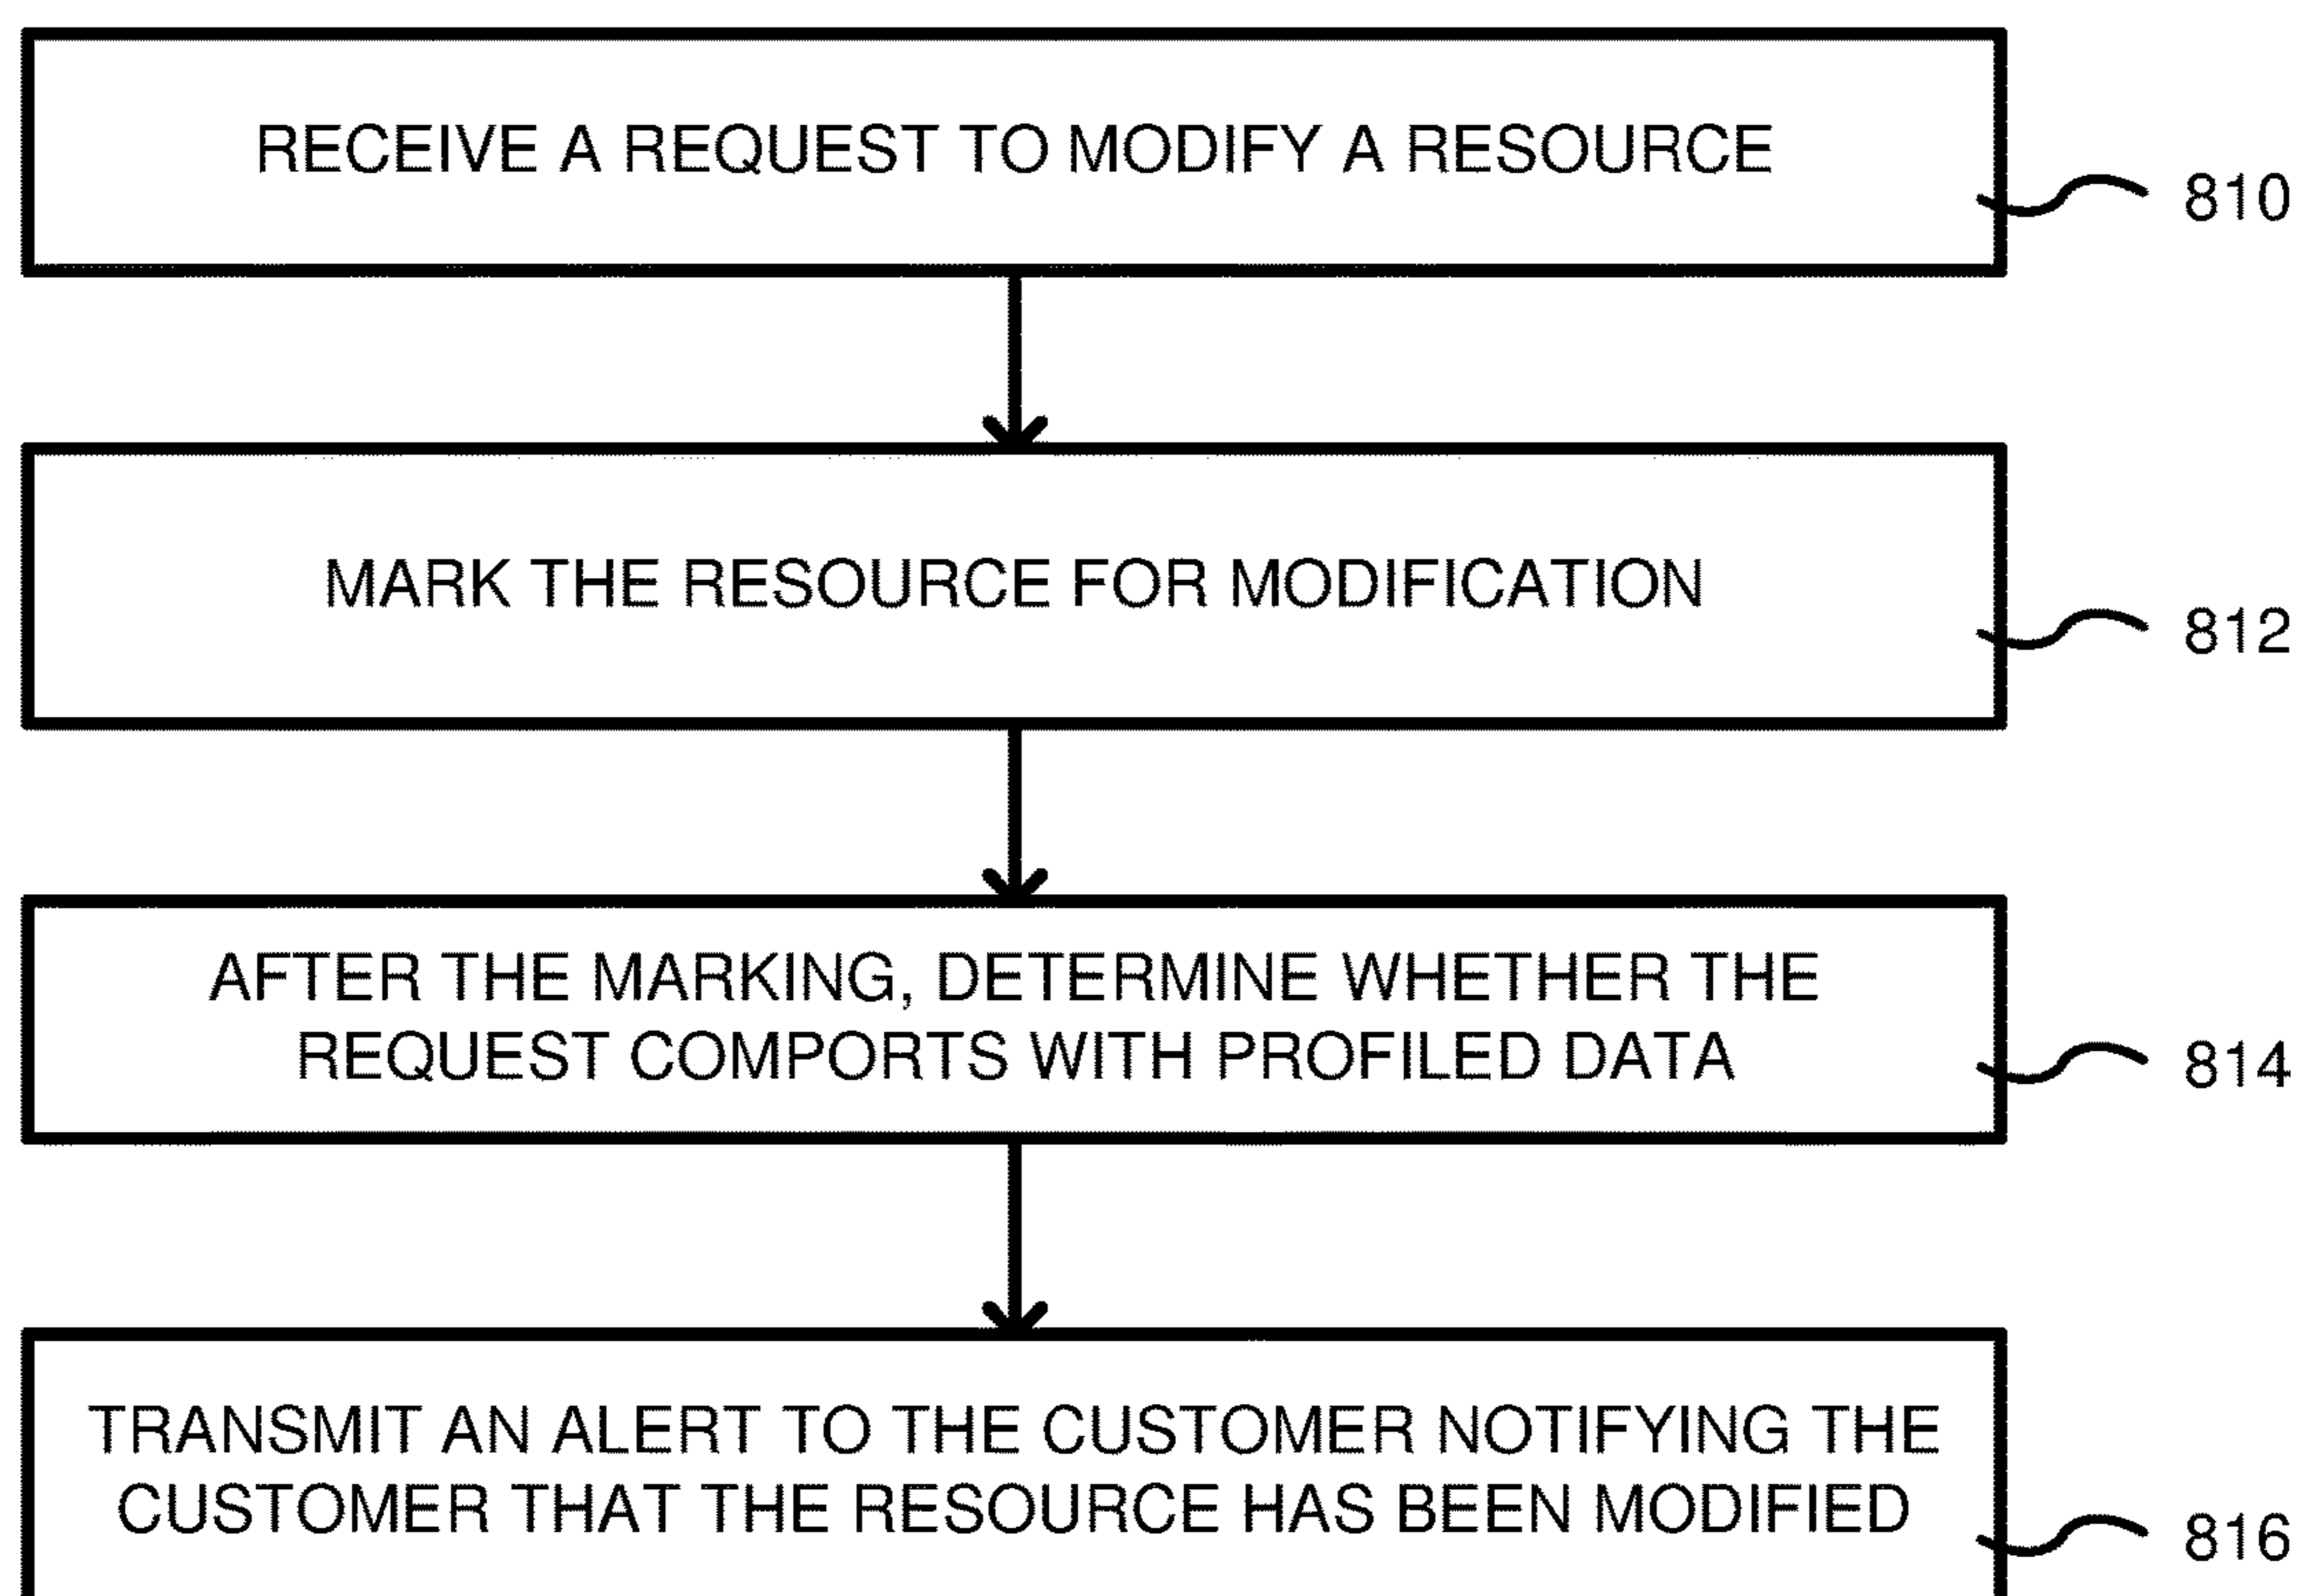 RECEIVE A REQUEST TO MODIFY A RESOURCE
810
MARK THE RESOURCE FOR MODIFICATION
812
AFTER THE MARKING, DETERMINE WHETHER THE
REQUEST COMPORTS WITH PROFILED DATA
814
TRANSMIT AN ALERT TO THE CUSTOMER NOTIFYING THE
CUSTOMER THAT THE RESOURCE HAS BEEN MODIFIED
816